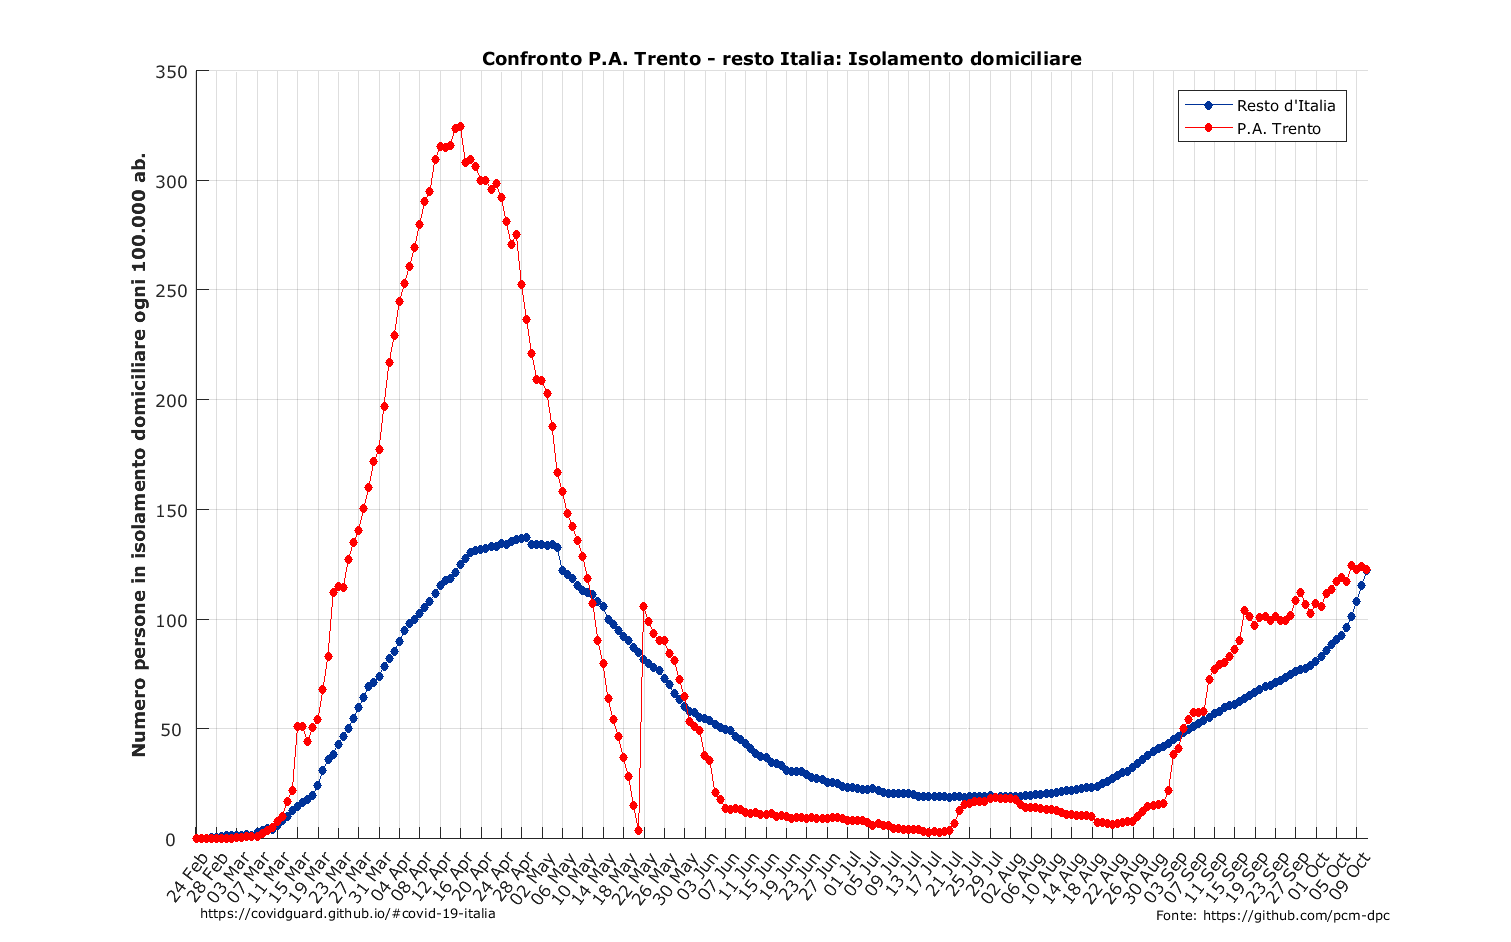 Confronto P.A. Trento - resto Italia: Isolamento domiciliare
Resto d'Italia
P.A. Trento
Numero persone in isolamento domiciliare ogni 100.000 ab.
350
300
250
200
150
100
50
0
24 Feb
28 Feb
03 Mar
07 Mar
11 Mar
15 Mar
19 Mar
23 Mar
27 Mar
31 Mar
04 Apr
08 Apr
12 Apr
16 Apr
20 Apr
24 Apr
28 Apr
02 May
06 May
10 May
14 May
18 May
22 May
26 May
30 May
03 Jun
07 Jun
11 Jun
15 Jun
19 Jun
23 Jun
27 Jun
01 Jul
05 Jul
09 Jul
13 Jul
17 Jul
21 Jul
25 Jul
29 Jul
02 Aug
06 Aug
10 Aug
14 Aug
18 Aug
22 Aug
26 Aug
30 Aug
03 Sep
07 Sep
11 Sep
15 Sep
19 Sep
23 Sep
27 Sep
01 Oct
05 Oct
09 Oct
https://covidguard.github.io/#covid-19-italia
Fonte: https://github.com/pcm-dpc